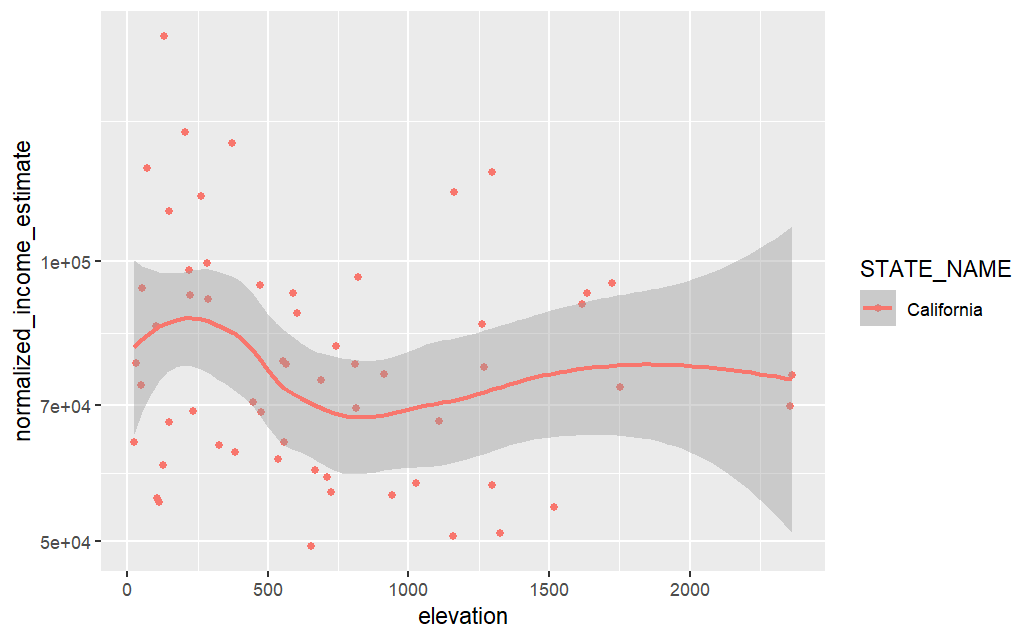 normalized_income_estimate
1e+05
7e+04
5e+04
0 500 1000 1500 2000
elevation
STATE_NAME
California